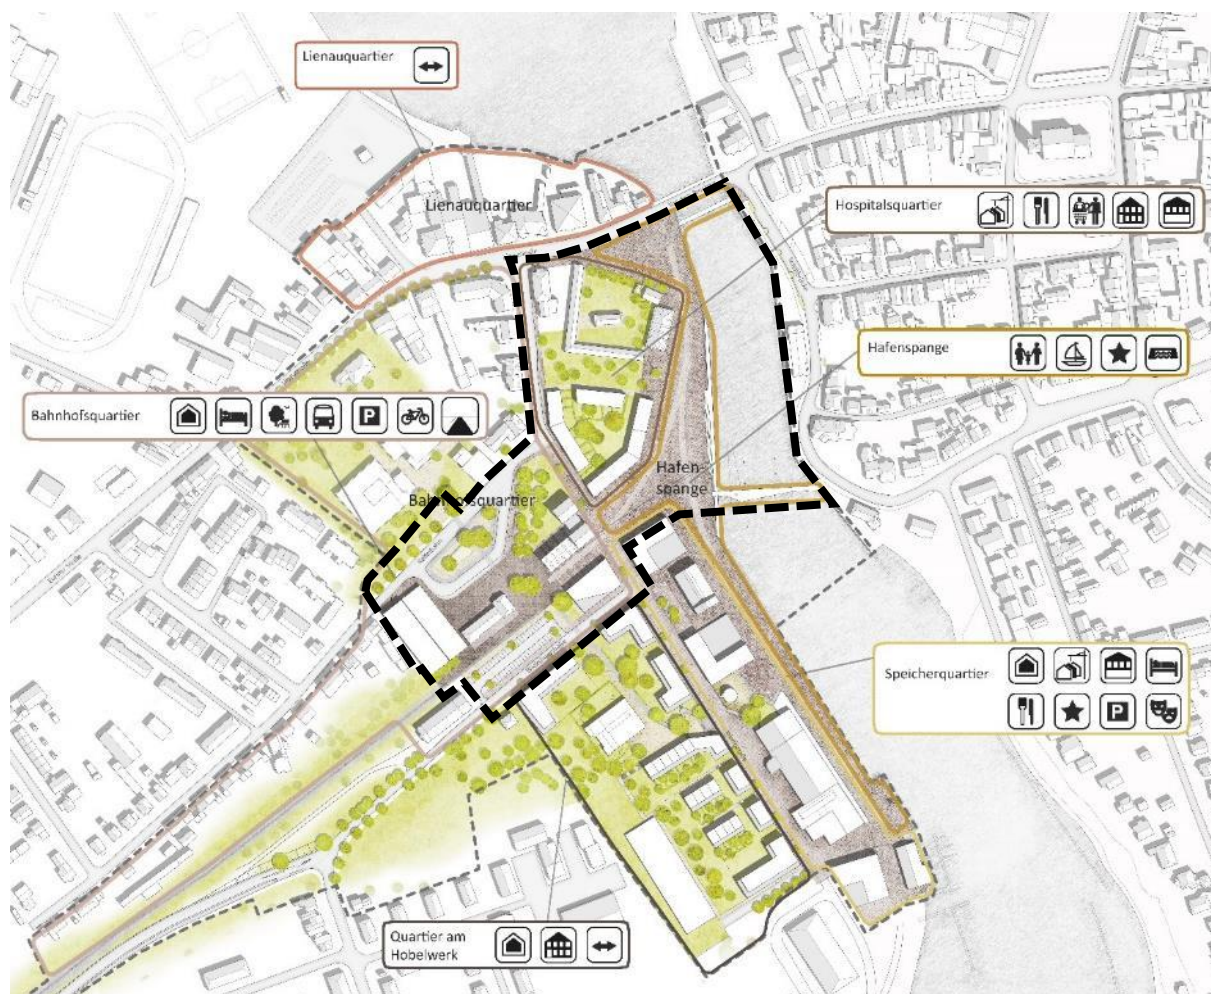 Lienauquartier
Lienauquartier
Hospitalsquartier
Hafenspange
Bahnhofsquartier
P
Hafen-
spange
Bahnhofsquartier
Speicherquartier
P
Quartier am
Hobelwerk